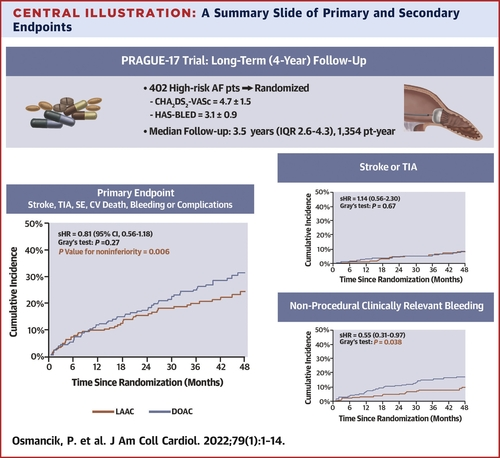 CENTRAL ILLUSTRATION: A Summary Slide of Primary and Secondary
Endpoints
PRAGUE-17 Trial: Long-Term (4-Year) Follow-Up
• 402 High-risk AF pts ➡ Randomized
- CHA₂DS₂-VASc = 4.7 ± 1.5
- HAS-BLED = 3.1 ± 0.9
• Median Follow-up: 3.5 years (IQR 2.6-4.3), 1,354 pt-year
Primary Endpoint
Stroke, TIA, SE, CV Death, Bleeding or Complications
sHR = 0.81 (95% CI, 0.56-1.18)
Gray's test: P =0.27
P Value for noninferiority = 0.006
Cumulative Incidence
50%
40%
30%
20%
10%
0%
0 6 12 18 24 30 36 42 48
Time Since Randomization (Months)
Stroke or TIA
sHR = 1.14 (0.56-2.30)
Gray's test: P = 0.67
Cumulative Incidence
50%
40%
30%
20%
10%
0%
0 6 12 18 24 30 36 42 48
Time Since Randomization (Months)
Non-Procedural Clinically Relevant Bleeding
sHR = 0.55 (0.31-0.97)
Gray's test: P = 0.038
Cumulative Incidence
50%
40%
30%
20%
10%
0%
0 6 12 18 24 30 36 42 48
Time Since Randomization (Months)
LAAC DOAC
Osmancik, P. et al. J Am Coll Cardiol. 2022;79(1):1-14.